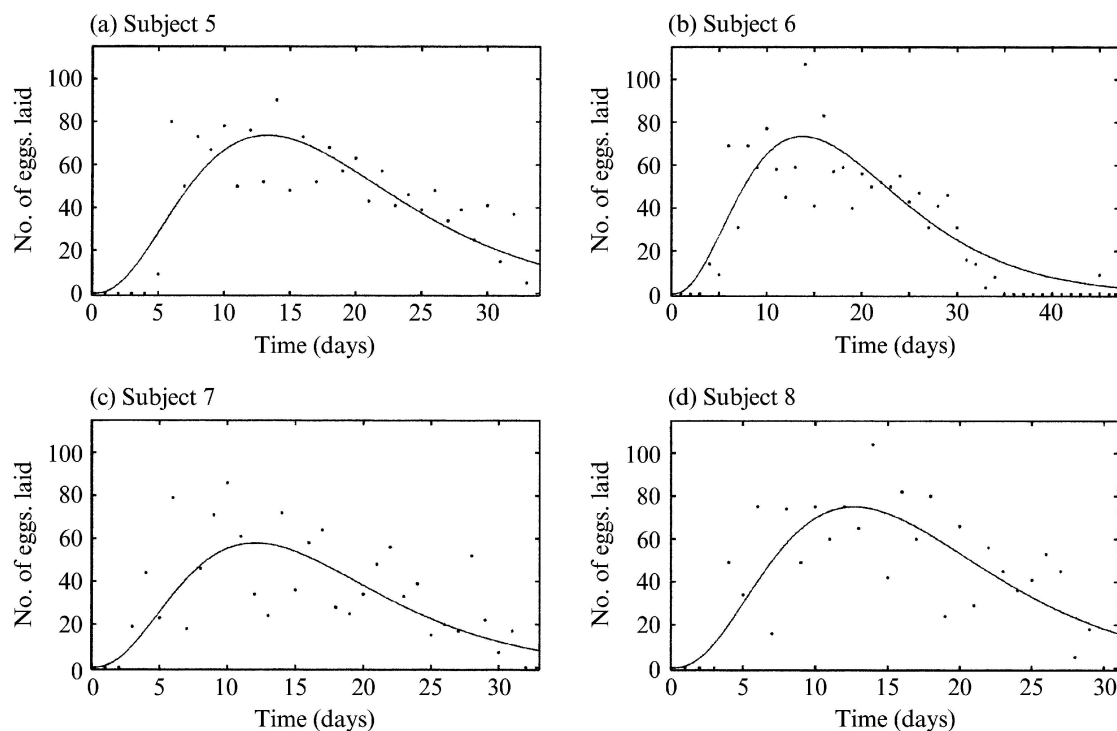 (a) Subject 5
No. of eggs. laid
100
80
60
40
20
0
0 5 10 15 20 25 30
Time (days)
(b) Subject 6
No. of eggs. laid
100
80
60
40
20
0
0 10 20 30 40
Time (days)
(c) Subject 7
No. of eggs. laid
100
80
60
40
20
0
0 5 10 15 20 25 30
Time (days)
(d) Subject 8
No. of eggs. laid
100
80
60
40
20
0
0 5 10 15 20 25 30
Time (days)